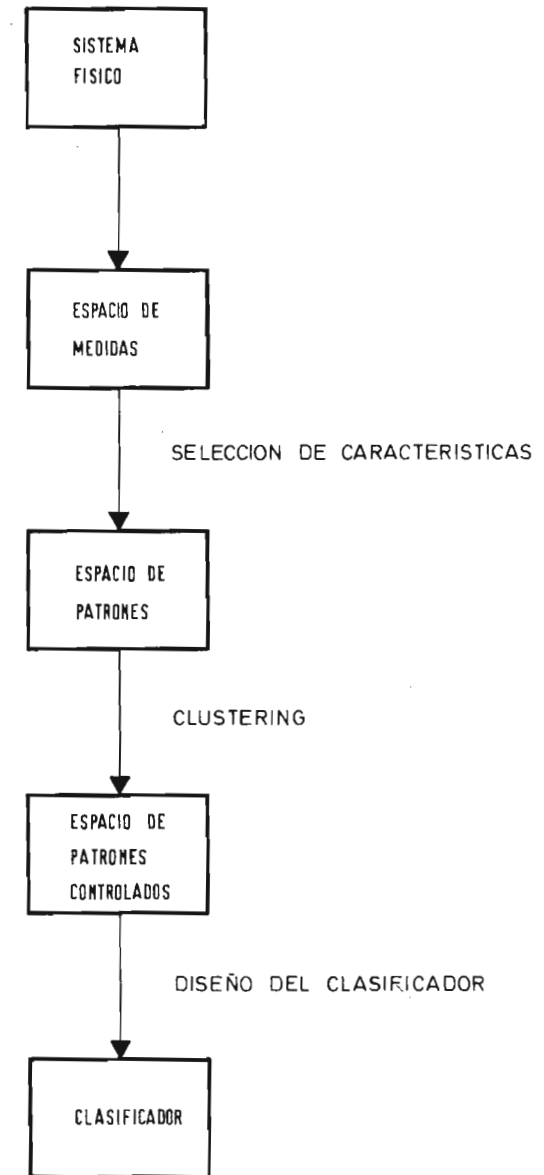 SISTEMA
FISICO
ESPACIO DE
MEDIDAS
SELECCION DE CARACTERISTICAS
ESPACIO DE
PATRONES
CLUSTERING
ESPACIO DE
PATRONES
CONTROLADOS
DISEÑO DEL CLASIFICADOR
CLASIFICADOR